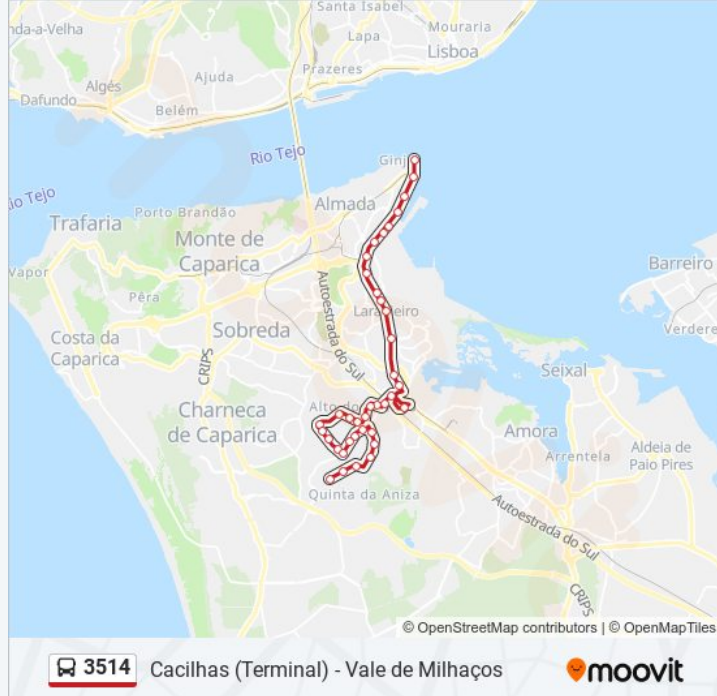 Santa Isabel
nda-a-Velha
Lapa
Mouraria
Lisboa
Algés
Ajuda
Prazeres
Dafundo
Belém
Rio Tejo
Ginj
Rio Tejo
Porto Brandão
Almada
Trafaria
Monte de
Caparica
Vapor
Pêra
Barreiro
Autoestrada do Sul
Laranjeiro
Verdere
Sobreda
Costa da
Caparica
CRIPS
Seixal
Charneca
de Caparica
Alto do
Amora
Arrentela
Aldeia de
Paio Pires
Quinta da Aniza
Autoestrada do Sul
CRIPS
© OpenStreetMap contributors | © OpenMapTiles
3514 Cacilhas (Terminal) - Vale de Milhaços
moovit